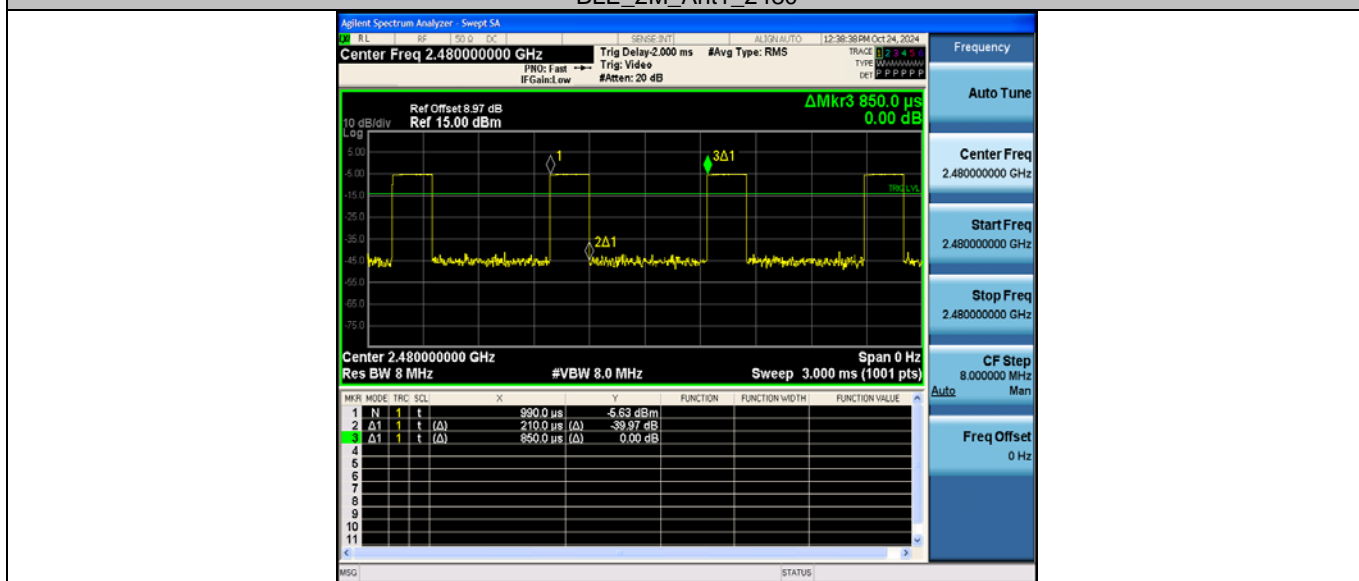 BLE_2M_Ant1_2480
Agilent Spectrum Analyzer - Swept SA
RL RF 50 Ω DC SENSE:INT ALIGN AUTO 12:38:38 PM Oct 24, 2024
Center Freq 2.480000000 GHz
PNO: Fast
IFGain:Low
Trig Delay-2.000 ms
Trig: Video
#Atten: 20 dB
#Avg Type: RMS
TRACE 1 2 3 4 5 6
TYPE
DET P P P P P P
ΔMkr3 850.0 µs
0.00 dB
Ref Offset 8.97 dB
10 dB/div Ref 15.00 dBm
Log
5.00
-5.00
-15.0
-25.0
-35.0
-45.0
-55.0
-65.0
-75.0
1
3Δ1
TRIG LVL
2Δ1
Center 2.480000000 GHz Span 0 Hz
Res BW 8 MHz #VBW 8.0 MHz Sweep 3.000 ms (1001 pts)
MKR MODE TRC SCL X Y FUNCTION FUNCTION WIDTH FUNCTION VALUE
1 N 1 t 990.0 µs -5.63 dBm
2 Δ1 1 t (Δ) 210.0 µs (Δ) -39.97 dB
3 Δ1 1 t (Δ) 850.0 µs (Δ) 0.00 dB
4
5
6
7
8
9
10
11
MSG STATUS
Frequency
Auto Tune
Center Freq
2.480000000 GHz
Start Freq
2.480000000 GHz
Stop Freq
2.480000000 GHz
CF Step
8.000000 MHz
Auto Man
Freq Offset
0 Hz